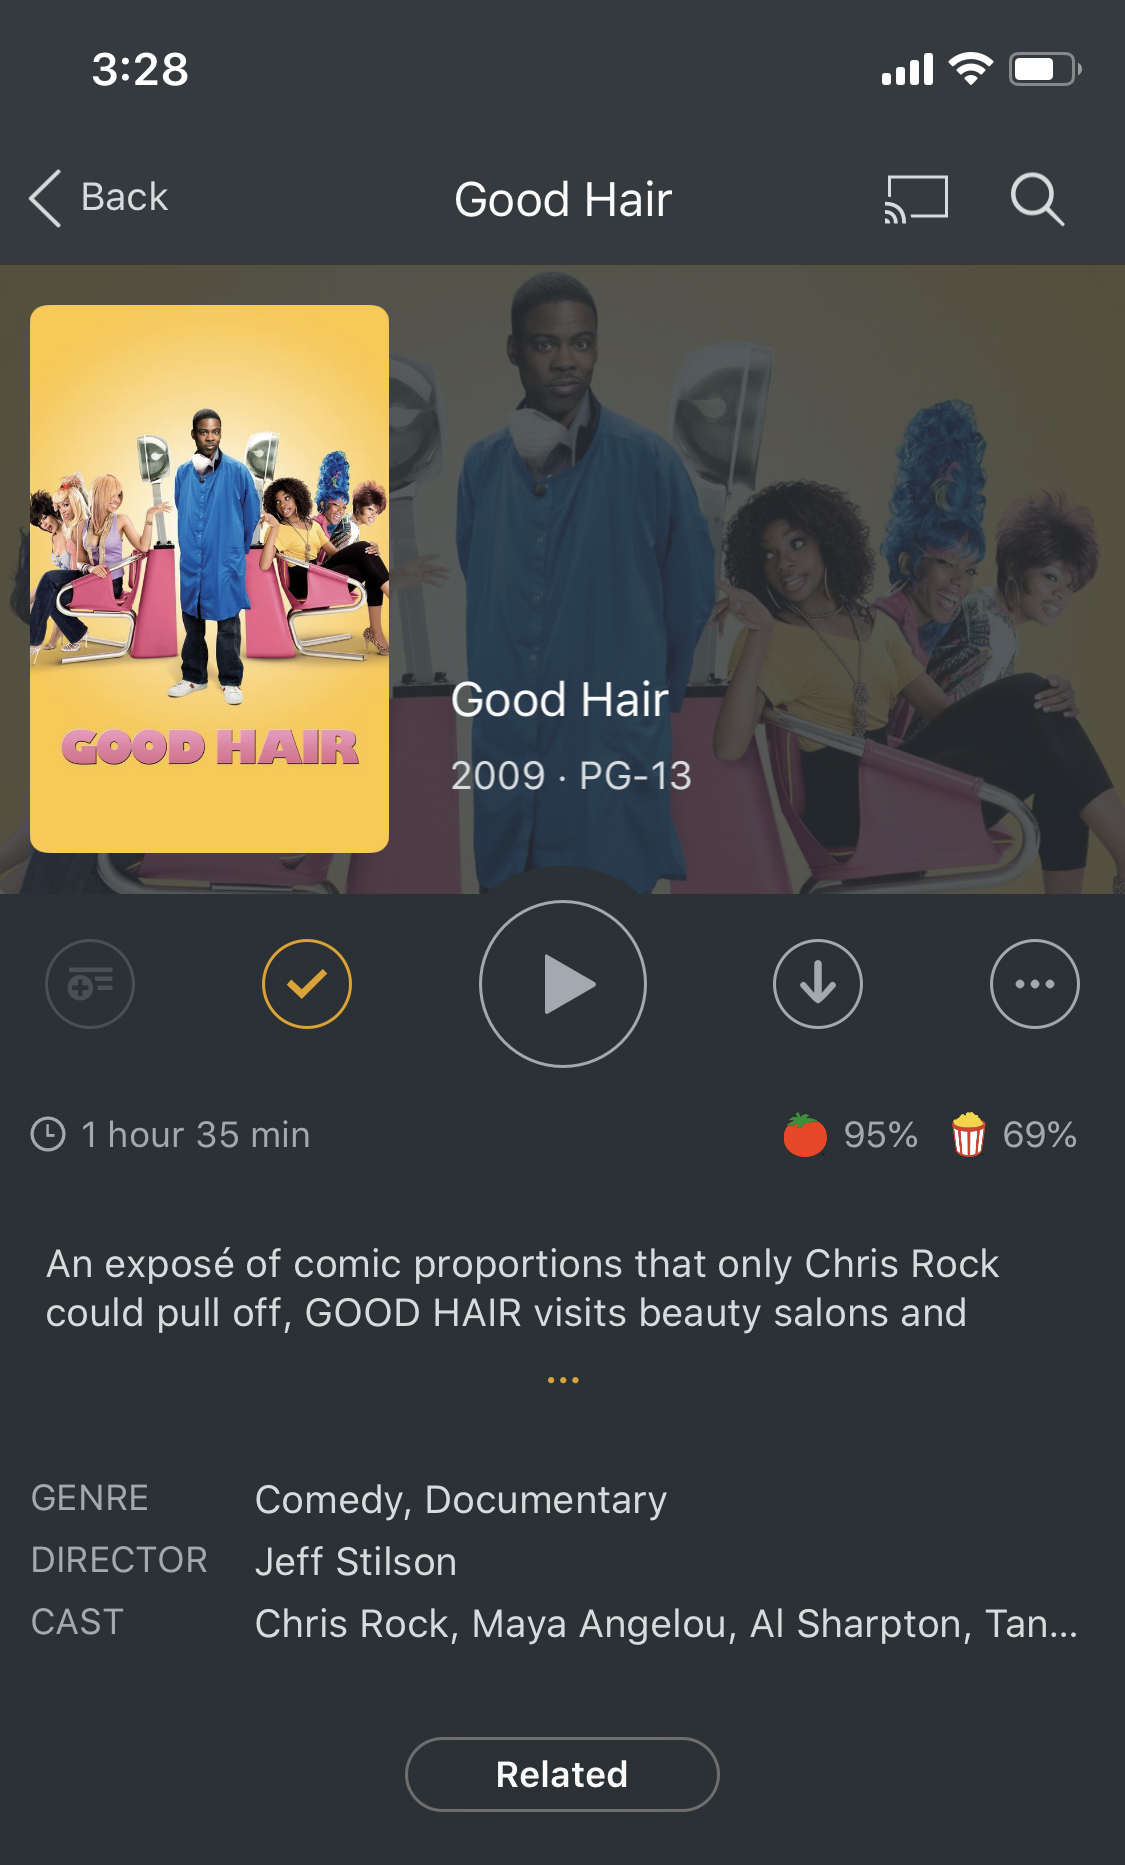 3:28
Back
Good Hair
GOOD HAIR
Good Hair
2009 · PG-13
1 hour 35 min
95%
69%
An exposé of comic proportions that only Chris Rock
could pull off, GOOD HAIR visits beauty salons and
...
GENRE
Comedy, Documentary
DIRECTOR
Jeff Stilson
CAST
Chris Rock, Maya Angelou, Al Sharpton, Tan...
Related